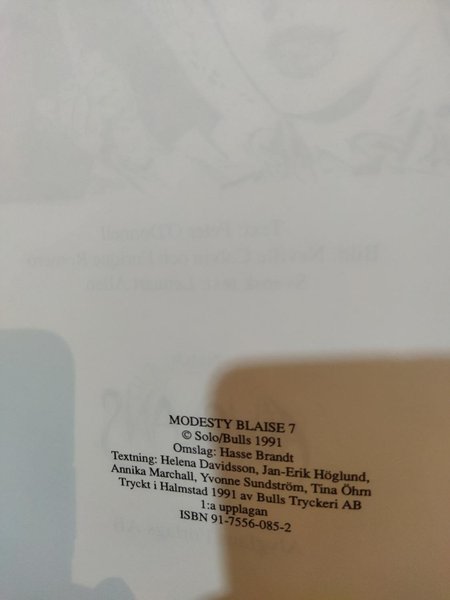 MODESTY BLAISE 7
© Solo/Bulls 1991
Omslag: Hasse Brandt
Textning: Helena Davidsson, Jan-Erik Höglund,
Annika Marchall, Yvonne Sundström, Tina Öhm
Tryckt i Halmstad 1991 av Bulls Tryckeri AB
1:a upplagan
ISBN 91-7556-085-2